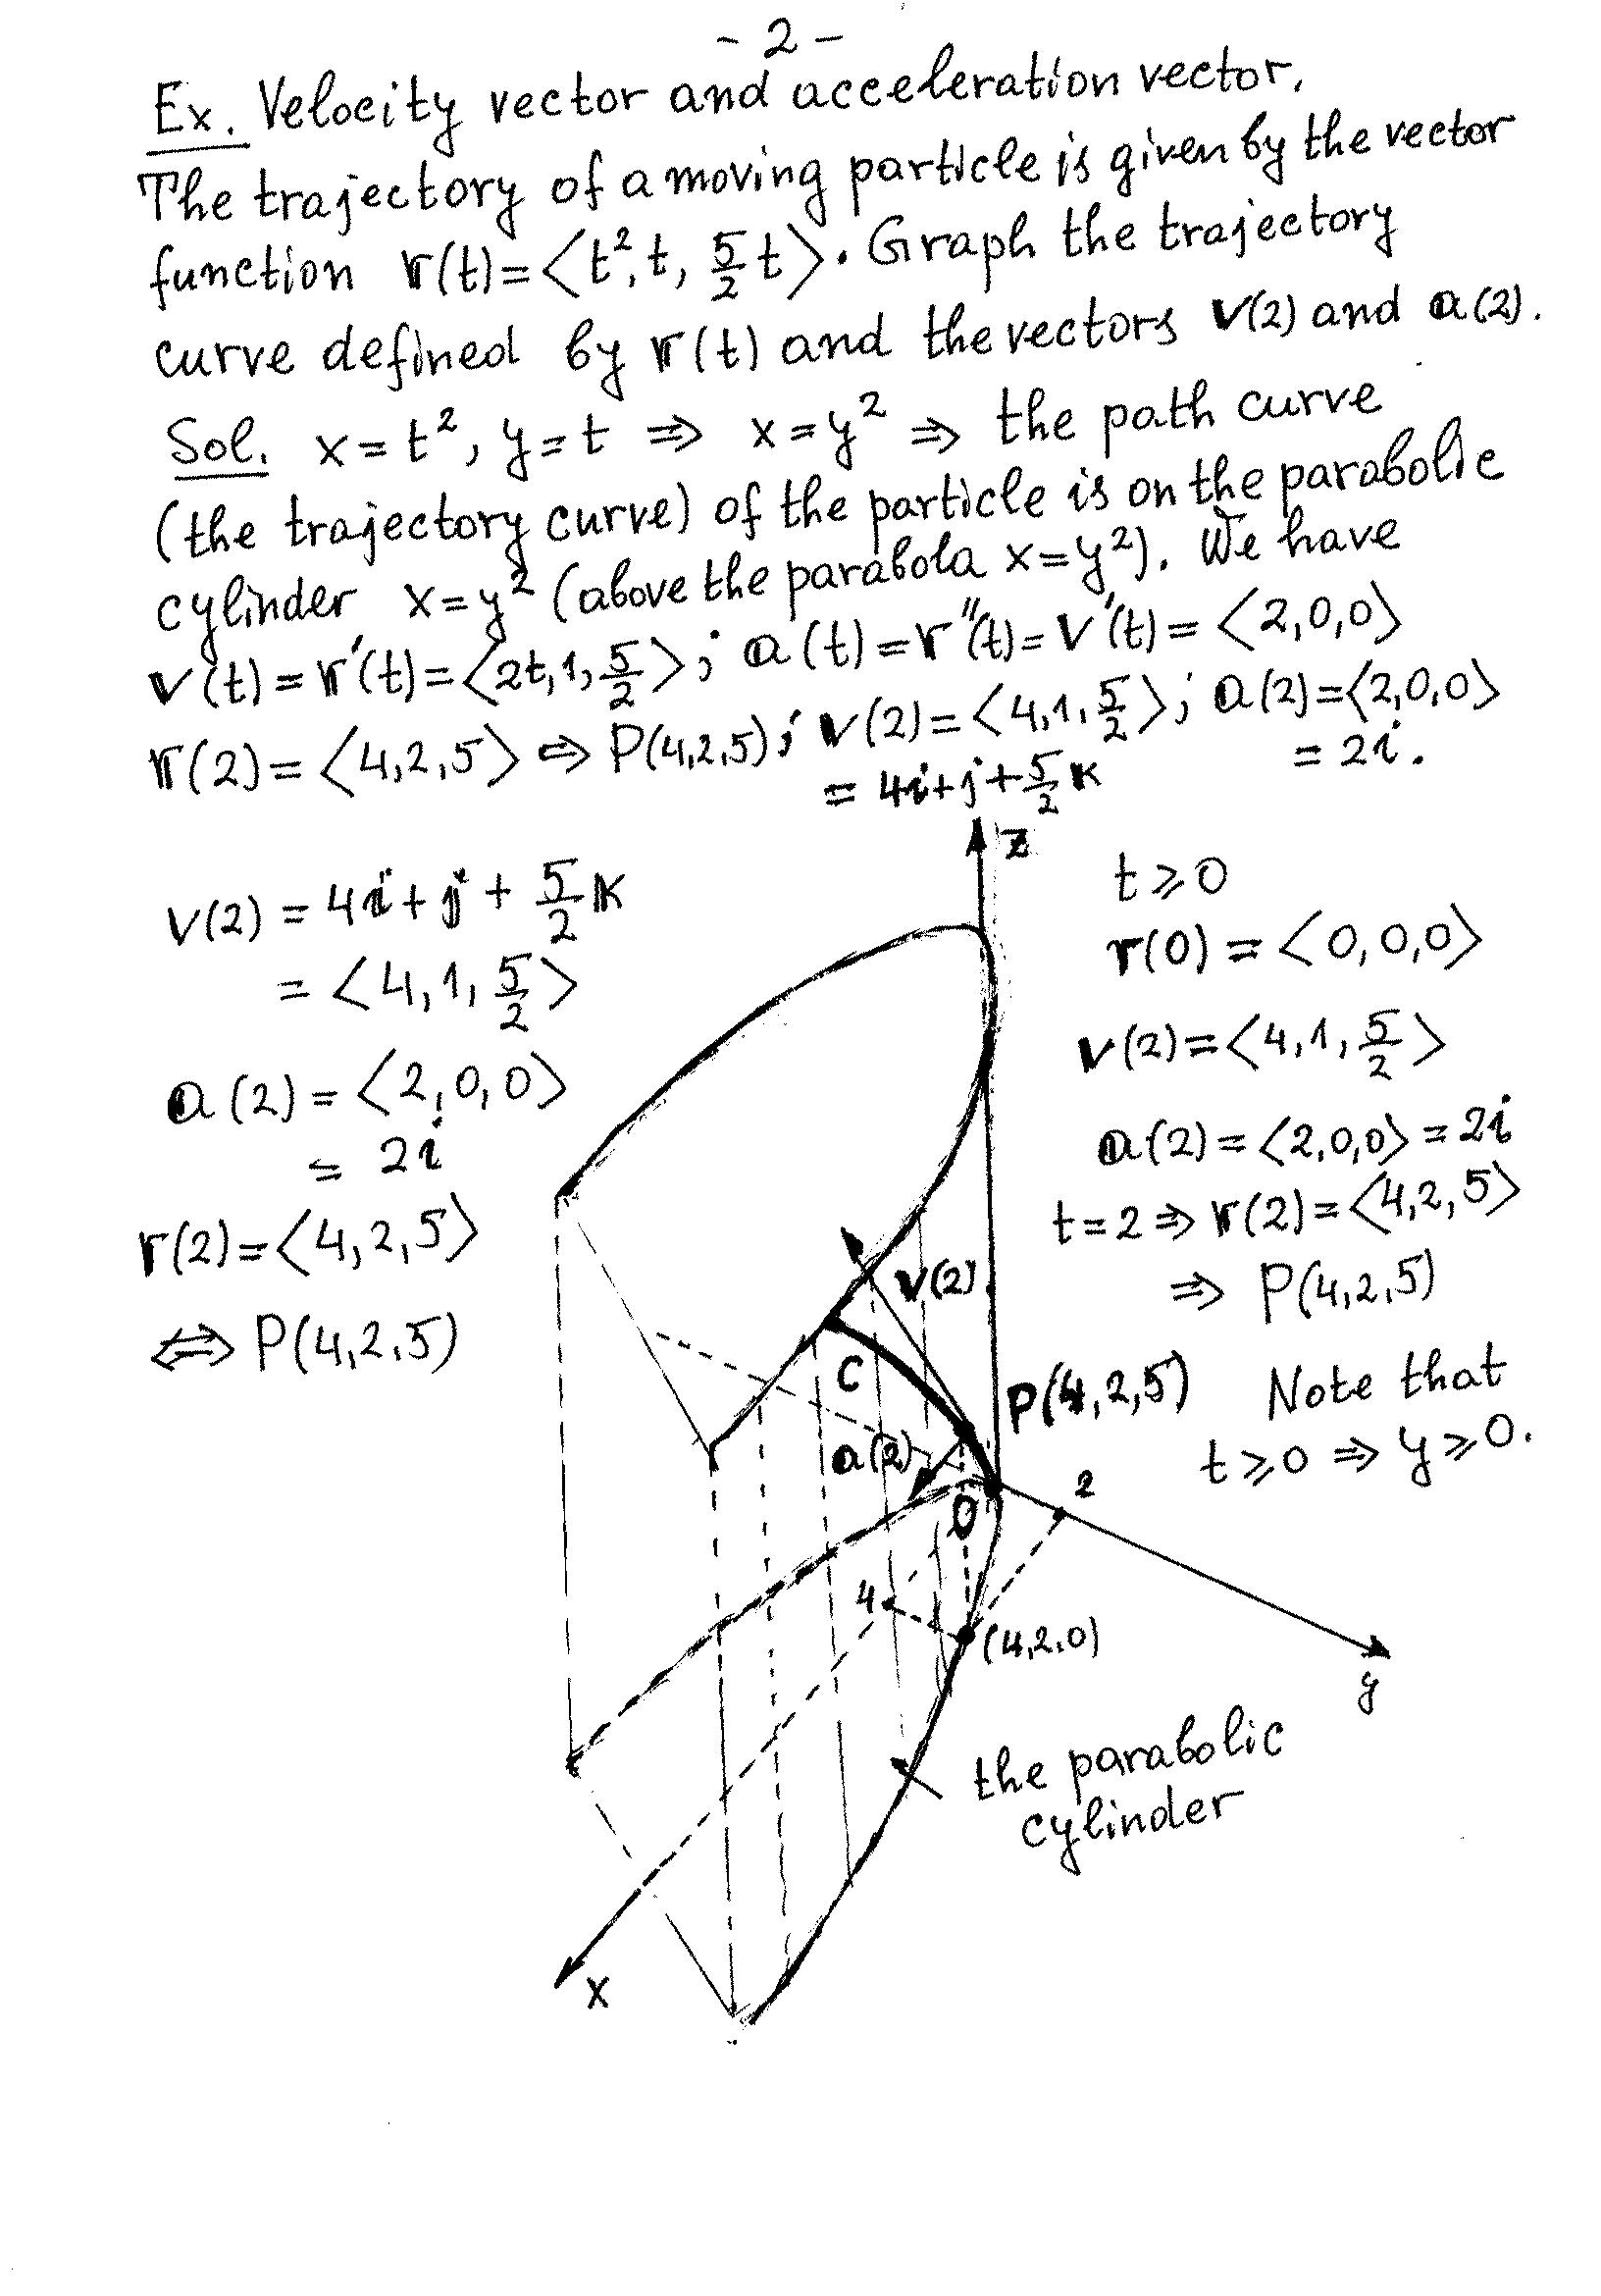 - 2 -
Ex. Velocity vector and acceleration vector.
The trajectory of a moving particle is given by the vector
function r(t)=⟨t², t, 5/2 t⟩. Graph the trajectory
curve defined by r(t) and the vectors v(2) and a(2).
Sol. x = t², y = t ⇒ x = y² ⇒ the path curve
(the trajectory curve) of the particle is on the parabolic
cylinder x = y² (above the parabola x = y²). We have
v(t) = r'(t) = ⟨2t, 1, 5/2⟩; a(t) = r''(t) = v'(t) = ⟨2,0,0⟩
r(2) = ⟨4,2,5⟩ ⇔ P(4,2,5); v(2) = ⟨4,1,5/2⟩; a(2)=⟨2,0,0⟩
= 4i+j+5/2 k
= 2i.
z
v(2) = 4i + j + 5/2 k
= ⟨4, 1, 5/2⟩
a(2) = ⟨2, 0, 0⟩
= 2i
r(2)=⟨4,2,5⟩
⇔ P(4,2,5)
t ≥ 0
r(0) = ⟨0,0,0⟩
v(2)=⟨4,1,5/2⟩
a(2)=⟨2,0,0⟩=2i
t=2 ⇒ r(2)=⟨4,2,5⟩
⇒ P(4,2,5)
Note that
t ≥ 0 ⇒ y ≥ 0.
v(2)
C
P(4,2,5)
a(2)
O
2
4
(4,2,0)
y
the parabolic
cylinder
x